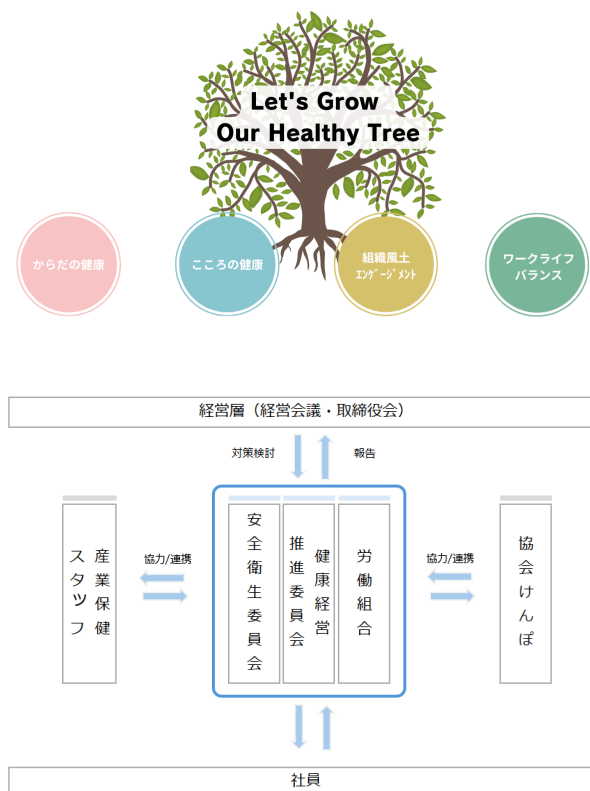 Let's Grow
Our Healthy Tree
からだの健康
こころの健康
組織風土
ｴﾝｹﾞｰｼﾞﾒﾝﾄ
ワークライフ
バランス
経営層（経営会議・取締役会）
対策検討
報告
産業保健
スタッフ
協力/連携
安全衛生委員会
健康経営
推進委員会
労働組合
協力/連携
協会けんぽ
社員